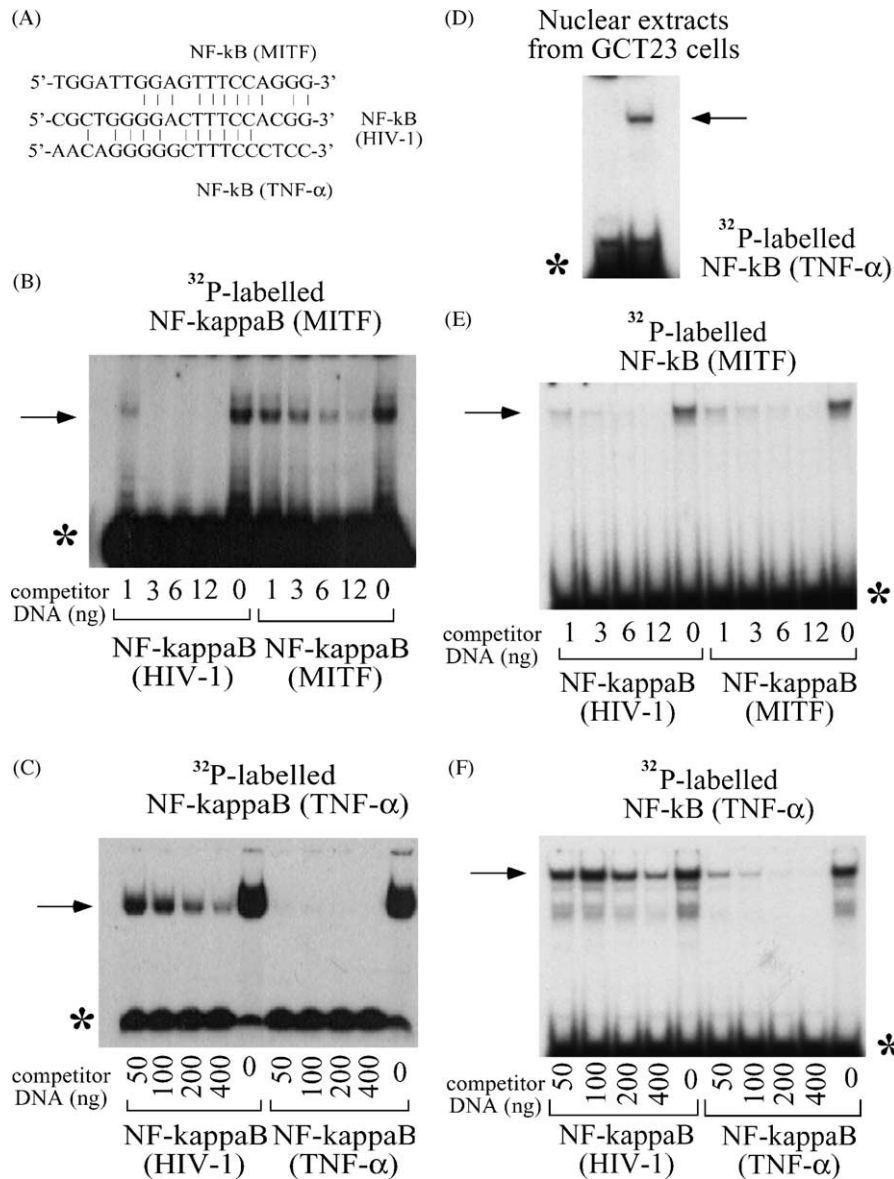 (A)
NF-kB (MITF)
5'-TGGATTGGAGTTTCCAGGG-3'
5'-CGCTGGGGACTTTCCACGG-3'
NF-kB
(HIV-1)
5'-AACAGGGGGCTTTCCCTCC-3'
NF-kB (TNF-α)
(B)
³²P-labelled
NF-kappaB (MITF)
*
competitor
DNA (ng)
1 3 6 12 0 1 3 6 12 0
NF-kappaB
(HIV-1)
NF-kappaB
(MITF)
(C)
³²P-labelled
NF-kappaB (TNF-α)
*
competitor
DNA (ng)
50 100 200 400 0 50 100 200 400 0
NF-kappaB
(HIV-1)
NF-kappaB
(TNF-α)
(D)
Nuclear extracts
from GCT23 cells
*
³²P-labelled
NF-kB (TNF-α)
(E)
³²P-labelled
NF-kB (MITF)
*
competitor
DNA (ng)
1 3 6 12 0 1 3 6 12 0
NF-kappaB
(HIV-1)
NF-kappaB
(MITF)
(F)
³²P-labelled
NF-kB (TNF-α)
*
competitor
DNA (ng)
50 100 200 400 0 50 100 200 400 0
NF-kappaB
(HIV-1)
NF-kappaB
(TNF-α)